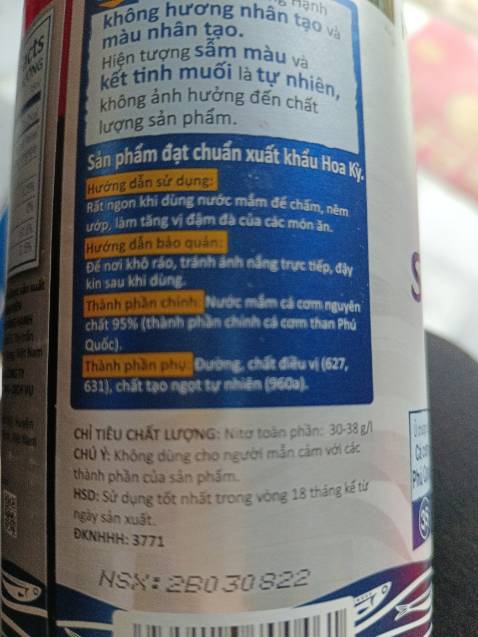 không hương nhân tạo và
màu nhân tạo.
Hiện tượng sẫm màu và
kết tinh muối là tự nhiên,
không ảnh hưởng đến chất
lượng sản phẩm.
Sản phẩm đạt chuẩn xuất khẩu Hoa Kỳ.
Hướng dẫn sử dụng:
Rất ngon khi dùng nước mắm để chấm, nêm
ướp, làm tăng vị đậm đà của các món ăn.
Hướng dẫn bảo quản:
Để nơi khô ráo, tránh ánh nắng trực tiếp, đậy
kín sau khi dùng.
Thành phần chính: Nước mắm cá cơm nguyên
chất 95% (thành phần chính cá cơm than Phú
Quốc).
Thành phần phụ: Đường, chất điều vị (627,
631), chất tạo ngọt tự nhiên (960a).
CHỈ TIÊU CHẤT LƯỢNG: Nitơ toàn phần: 30-38 g/l
CHÚ Ý: Không dùng cho người mẫn cảm với các
thành phần của sản phẩm.
HSD: Sử dụng tốt nhất trong vòng 18 tháng kể từ
ngày sản xuất.
ĐKNHHH: 3771
NSX: 2B030822